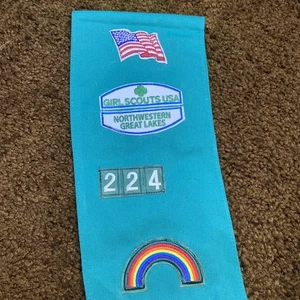 GIRL SCOUTS USA
NORTHWESTERN
GREAT LAKES
224